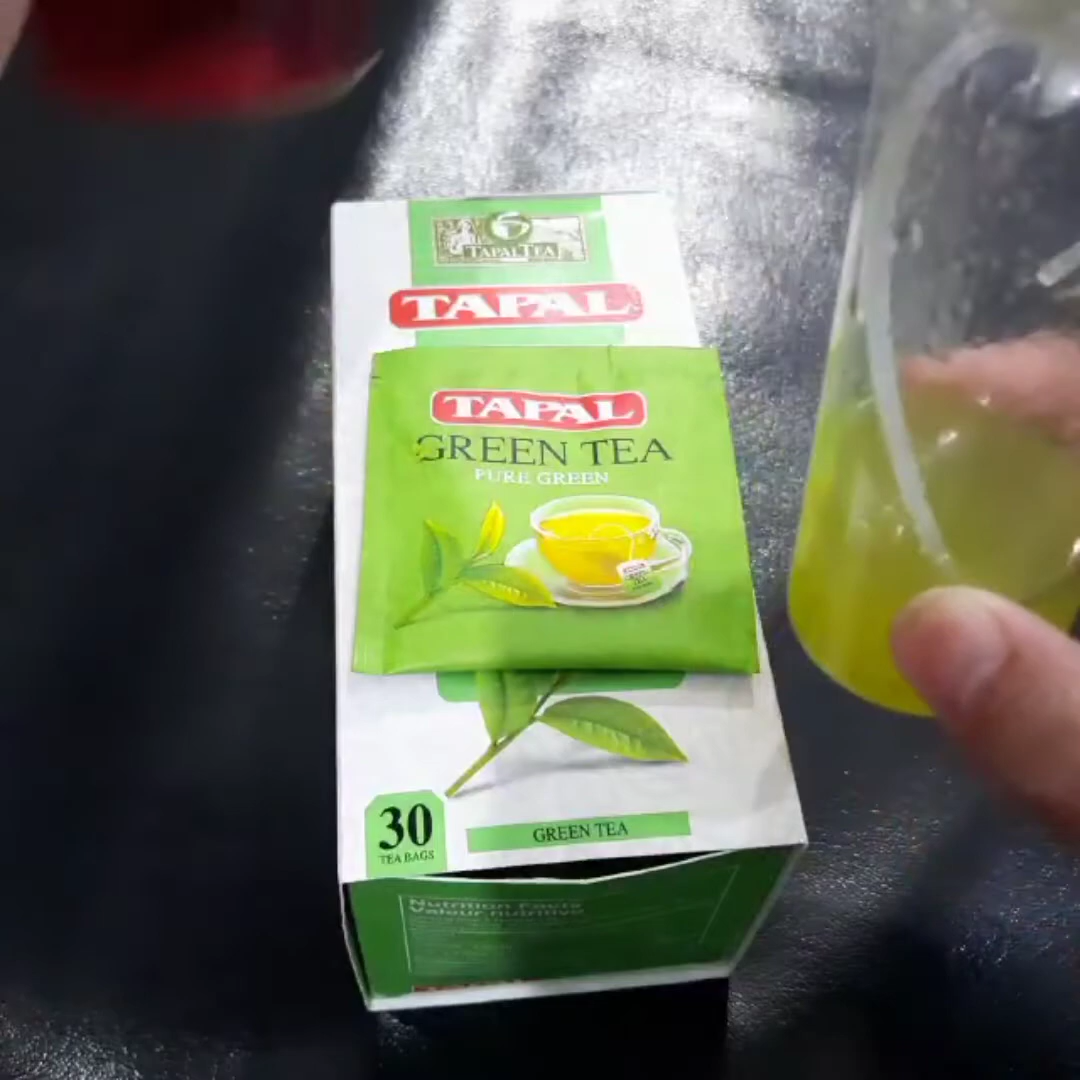 TAPAL TEA
TAPAL
TAPAL
GREEN TEA
PURE GREEN
30
TEA BAGS
GREEN TEA
Nutrition Facts
Valeur nutritive